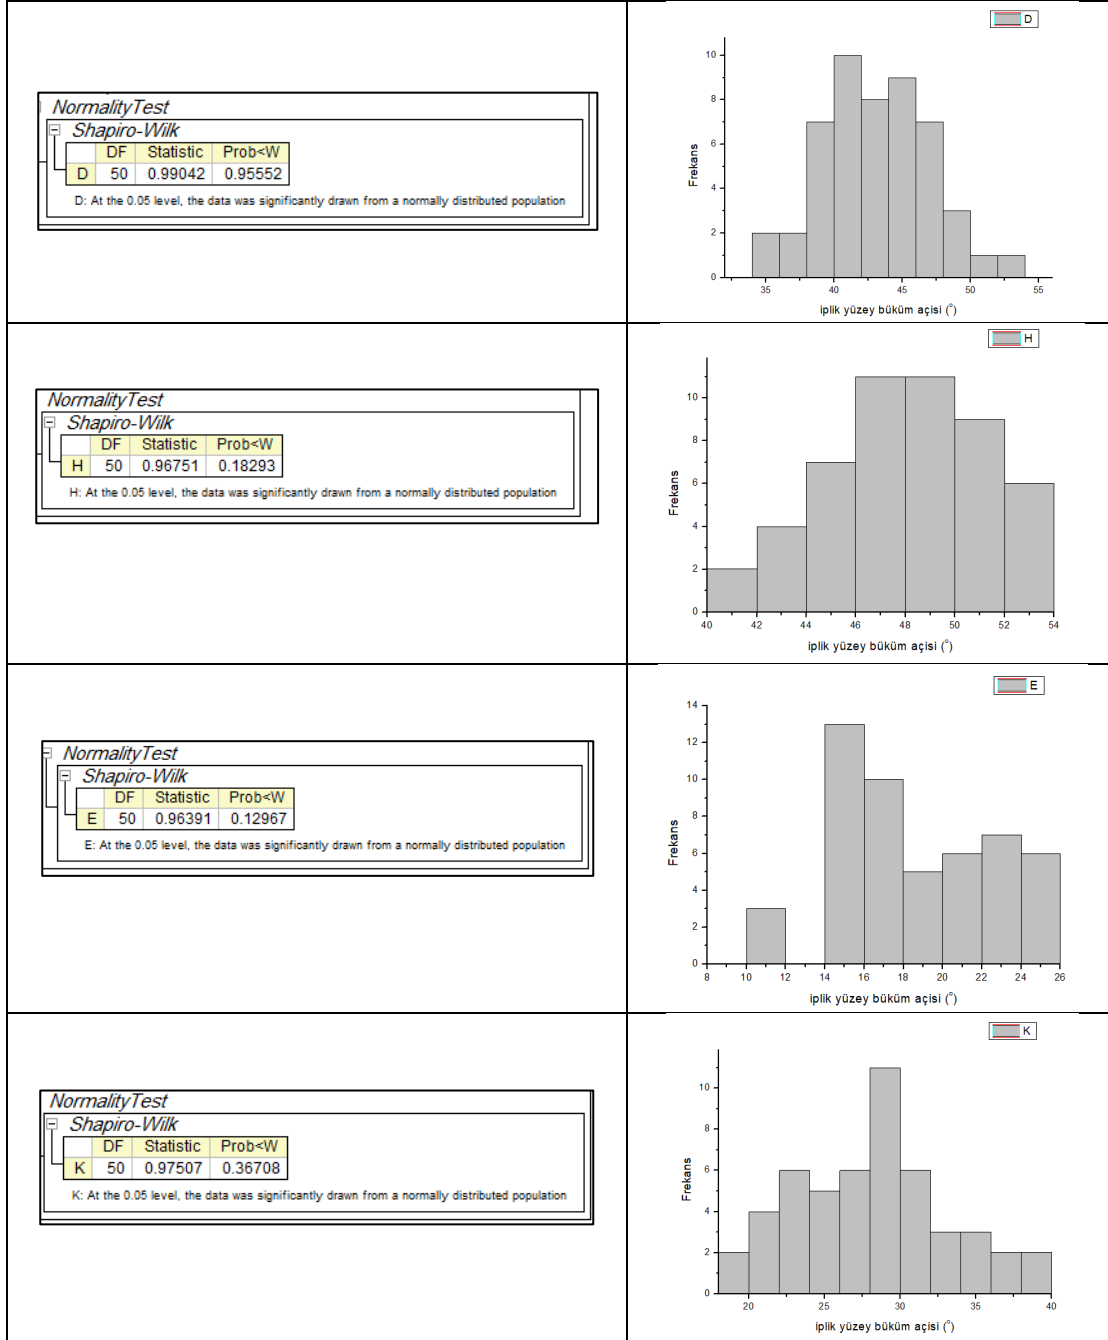 NormalityTest
Shapiro-Wilk
DF Statistic Prob<W
D 50 0.99042 0.95552
D: At the 0.05 level, the data was significantly drawn from a normally distributed population
D
10
8
6
4
2
0
Frekans
35 40 45 50 55
iplik yüzey büküm açisi (°)
NormalityTest
Shapiro-Wilk
DF Statistic Prob<W
H 50 0.96751 0.18293
H: At the 0.05 level, the data was significantly drawn from a normally distributed population
H
10
8
6
4
2
0
Frekans
40 42 44 46 48 50 52 54
iplik yüzey büküm açisi (°)
NormalityTest
Shapiro-Wilk
DF Statistic Prob<W
E 50 0.96391 0.12967
E: At the 0.05 level, the data was significantly drawn from a normally distributed population
E
14
12
10
8
6
4
2
0
Frekans
8 10 12 14 16 18 20 22 24 26
iplik yüzey büküm açisi (°)
NormalityTest
Shapiro-Wilk
DF Statistic Prob<W
K 50 0.97507 0.36708
K: At the 0.05 level, the data was significantly drawn from a normally distributed population
K
10
8
6
4
2
0
Frekans
20 25 30 35 40
iplik yüzey büküm açisi (°)